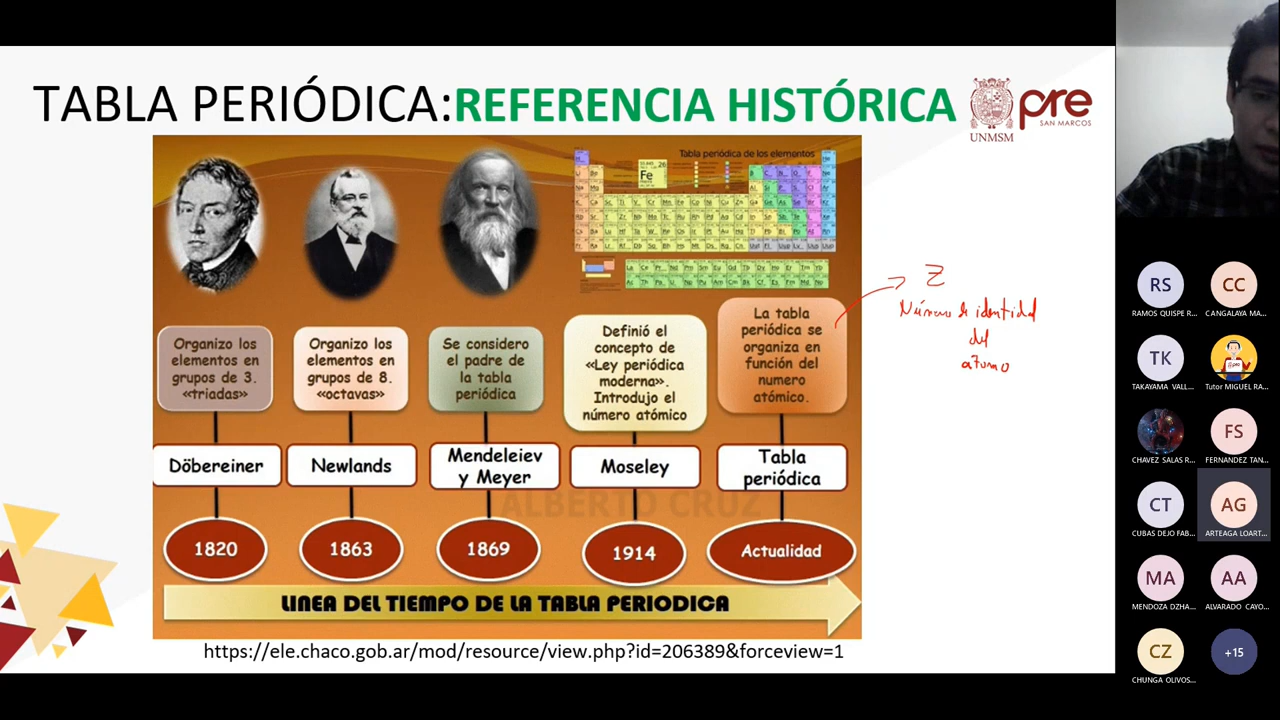 TABLA PERIÓDICA:REFERENCIA HISTÓRICA
UNMSM
pre
SAN MARCOS
Tabla periódica de los elementos
26
Fe
Z
Número de identidad
del
atomo
Organizo los
elementos en
grupos de 3.
«triadas»
Organizo los
elementos en
grupos de 8.
«octavas»
Se considero
el padre de
la tabla
periódica
Definió el
concepto de
«Ley periódica
moderna».
Introdujo el
número atómico
La tabla
periódica se
organiza en
función del
numero
atómico.
Döbereiner
Newlands
Mendeleiev
y Meyer
Moseley
Tabla
periódica
ALBERTO CRUZ
1820
1863
1869
1914
Actualidad
LINEA DEL TIEMPO DE LA TABLA PERIODICA
https://ele.chaco.gob.ar/mod/resource/view.php?id=206389&forceview=1
RS
RAMOS QUISPE R...
CC
CANGALAYA MA...
TK
TAKAYAMA VALL...
Tutor MIGUEL RA...
CHAVEZ SALAS R...
FS
FERNANDEZ TAN...
CT
CUBAS DEJO FAB...
AG
ARTEAGA LOART...
MA
MENDOZA DZHA...
AA
ALVARADO CAYO...
CZ
CHUNGA OLIVOS...
+15